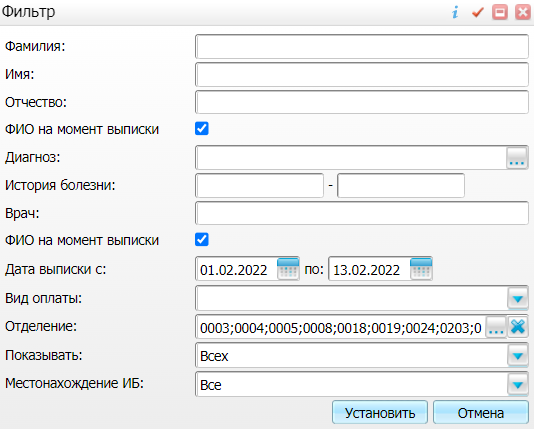 Фильтр
Фамилия:
Имя:
Отчество:
ФИО на момент выписки
Диагноз:
История болезни: -
Врач:
ФИО на момент выписки
Дата выписки с: 01.02.2022 по: 13.02.2022
Вид оплаты:
Отделение: 0003;0004;0005;0008;0018;0019;0024;0203;0
Показывать: Всех
Местонахождение ИБ: Все
Установить Отмена